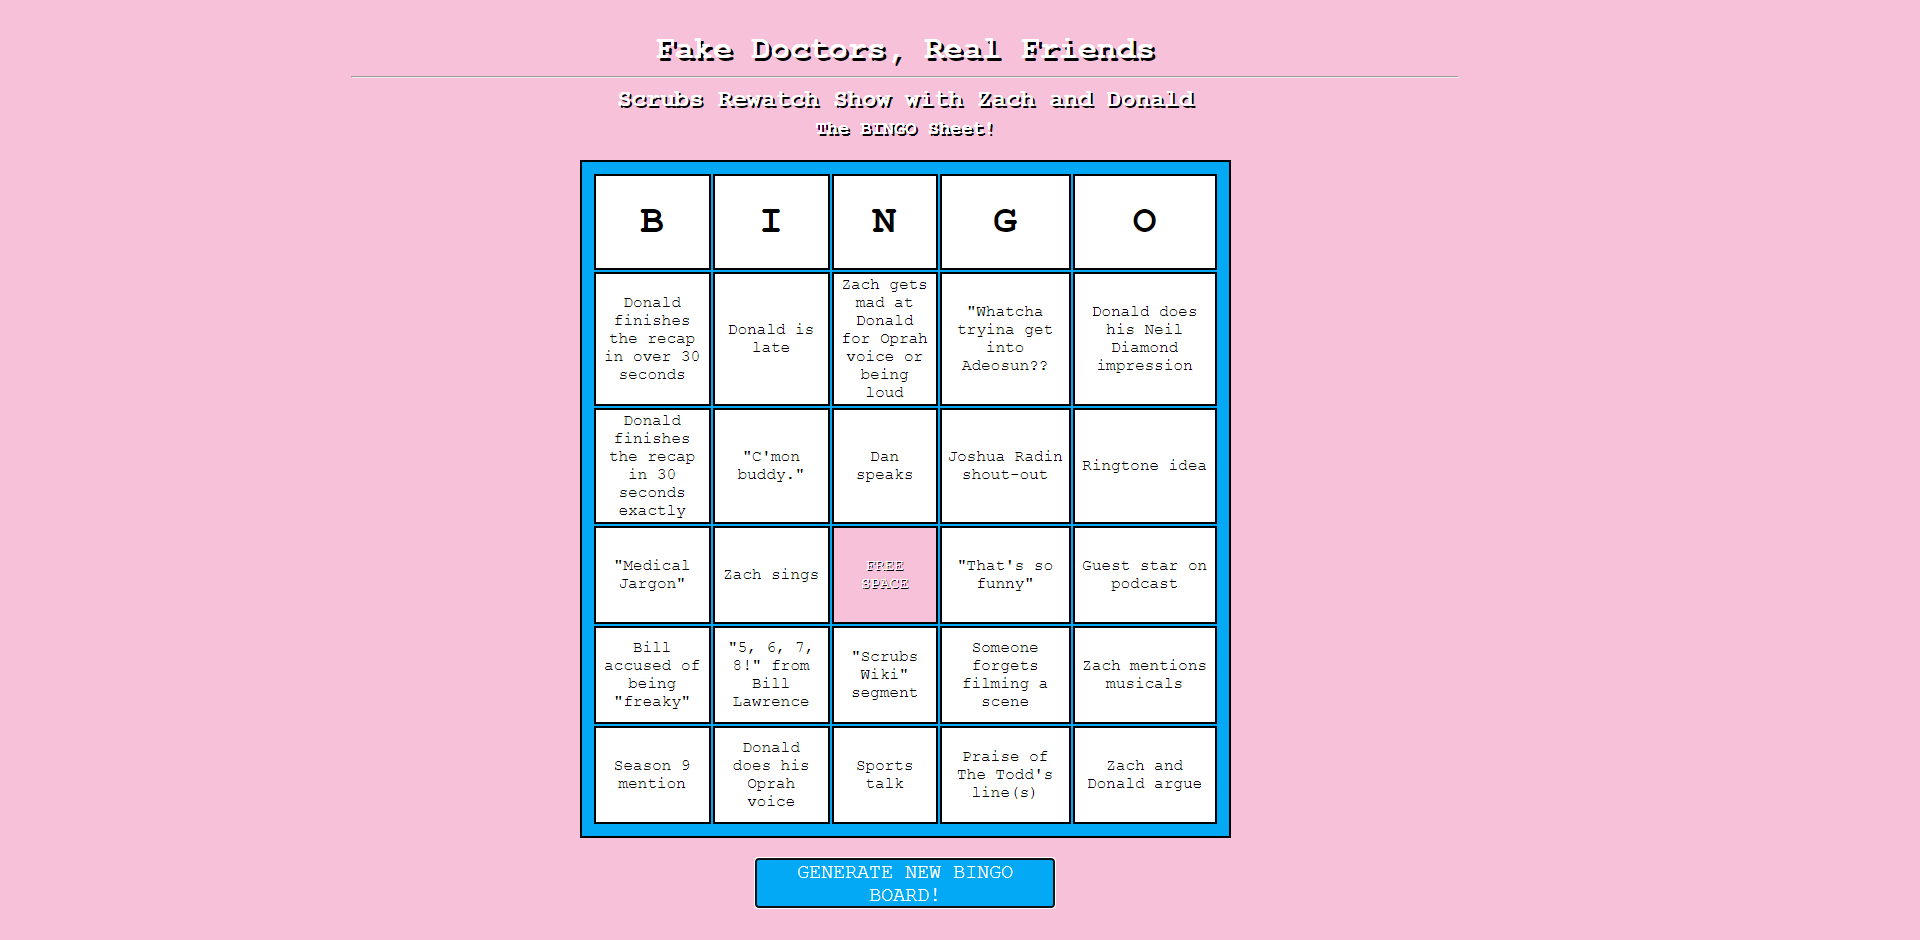 Fake Doctors, Real Friends
Scrubs Rewatch Show with Zach and Donald
The BINGO Sheet!
B I N G O
Donald
finishes
the recap
in over 30
seconds
Donald is
late
Zach gets
mad at
Donald
for Oprah
voice or
being
loud
"Whatcha
tryina get
into
Adeosun??
Donald does
his Neil
Diamond
impression
Donald
finishes
the recap
in 30
seconds
exactly
"C'mon
buddy."
Dan
speaks
Joshua Radin
shout-out
Ringtone idea
"Medical
Jargon"
Zach sings
FREE
SPACE
"That's so
funny"
Guest star on
podcast
Bill
accused of
being
"freaky"
"5, 6, 7,
8!" from
Bill
Lawrence
"Scrubs
Wiki"
segment
Someone
forgets
filming a
scene
Zach mentions
musicals
Season 9
mention
Donald
does his
Oprah
voice
Sports
talk
Praise of
The Todd's
line(s)
Zach and
Donald argue
GENERATE NEW BINGO
BOARD!